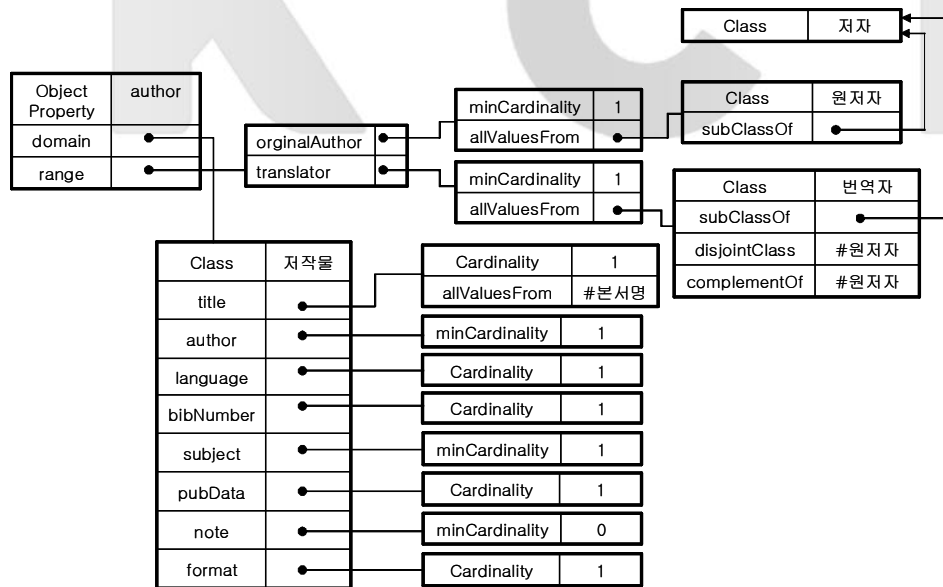 Class 저자
Object Property author
domain
range
orginalAuthor
translator
minCardinality 1
allValuesFrom
Class 원저자
subClassOf
minCardinality 1
allValuesFrom
Class 번역자
subClassOf
disjointClass #원저자
complementOf #원저자
Class 저작물
title
author
language
bibNumber
subject
pubData
note
format
Cardinality 1
allValuesFrom #본서명
minCardinality 1
Cardinality 1
Cardinality 1
minCardinality 1
Cardinality 1
minCardinality 0
Cardinality 1